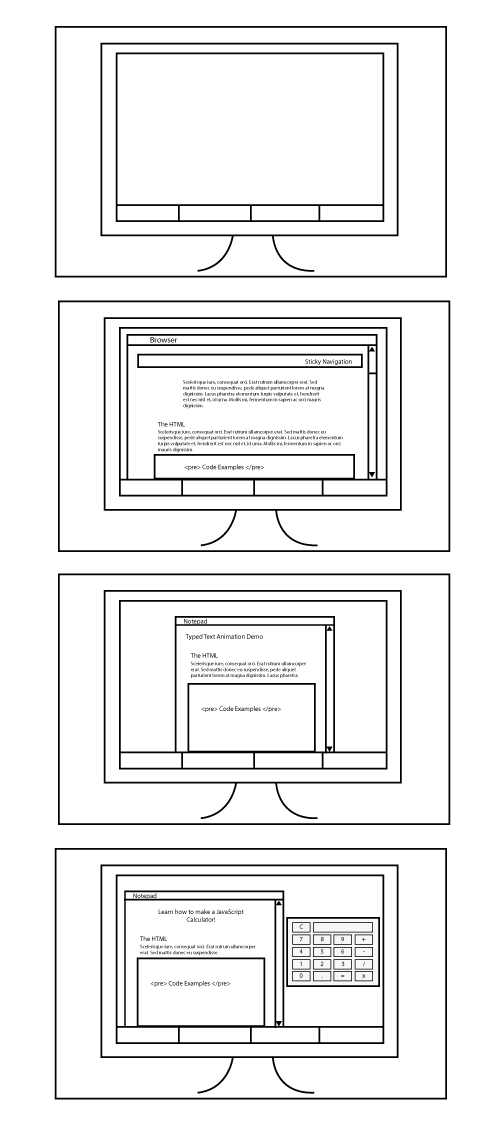 Browser
Sticky Navigation
Scelerisque iure, consequat orci. Erat rutrum ullamcorper erat. Sed
mattis donec eu suspendisse, pede aliquet parturient lorem at magna
dignissim. Lacus pharetra elementum turpis vulputate et, hendrerit
est nec nisl et, id urna. Mollis mi, fermentum in sapien ac orci mauris
dignissim.
The HTML
Scelerisque iure, consequat orci. Erat rutrum ullamcorper erat. Sed mattis donec eu
suspendisse, pede aliquet parturient lorem at magna dignissim. Lacus pharetra elementum
turpis vulputate et, hendrerit est nec nisl et, id urna. Mollis mi, fermentum in sapien ac orci
mauris dignissim.
<pre> Code Examples </pre>
Notepad
Typed Text Animation Demo
The HTML
Scelerisque iure, consequat orci. Erat rutrum ullamcorper
erat. Sed mattis donec eu suspendisse, pede aliquet
parturient lorem at magna dignissim. Lacus pharetra
<pre> Code Examples </pre>
Notepad
Learn how to make a JavaScript
Calculator!
The HTML
Scelerisque iure, consequat orci. Erat rutrum ullamcorper
erat. Sed mattis donec eu suspendisse
<pre> Code Examples </pre>
C
7 8 9 +
4 5 6 -
1 2 3 /
0 . = x